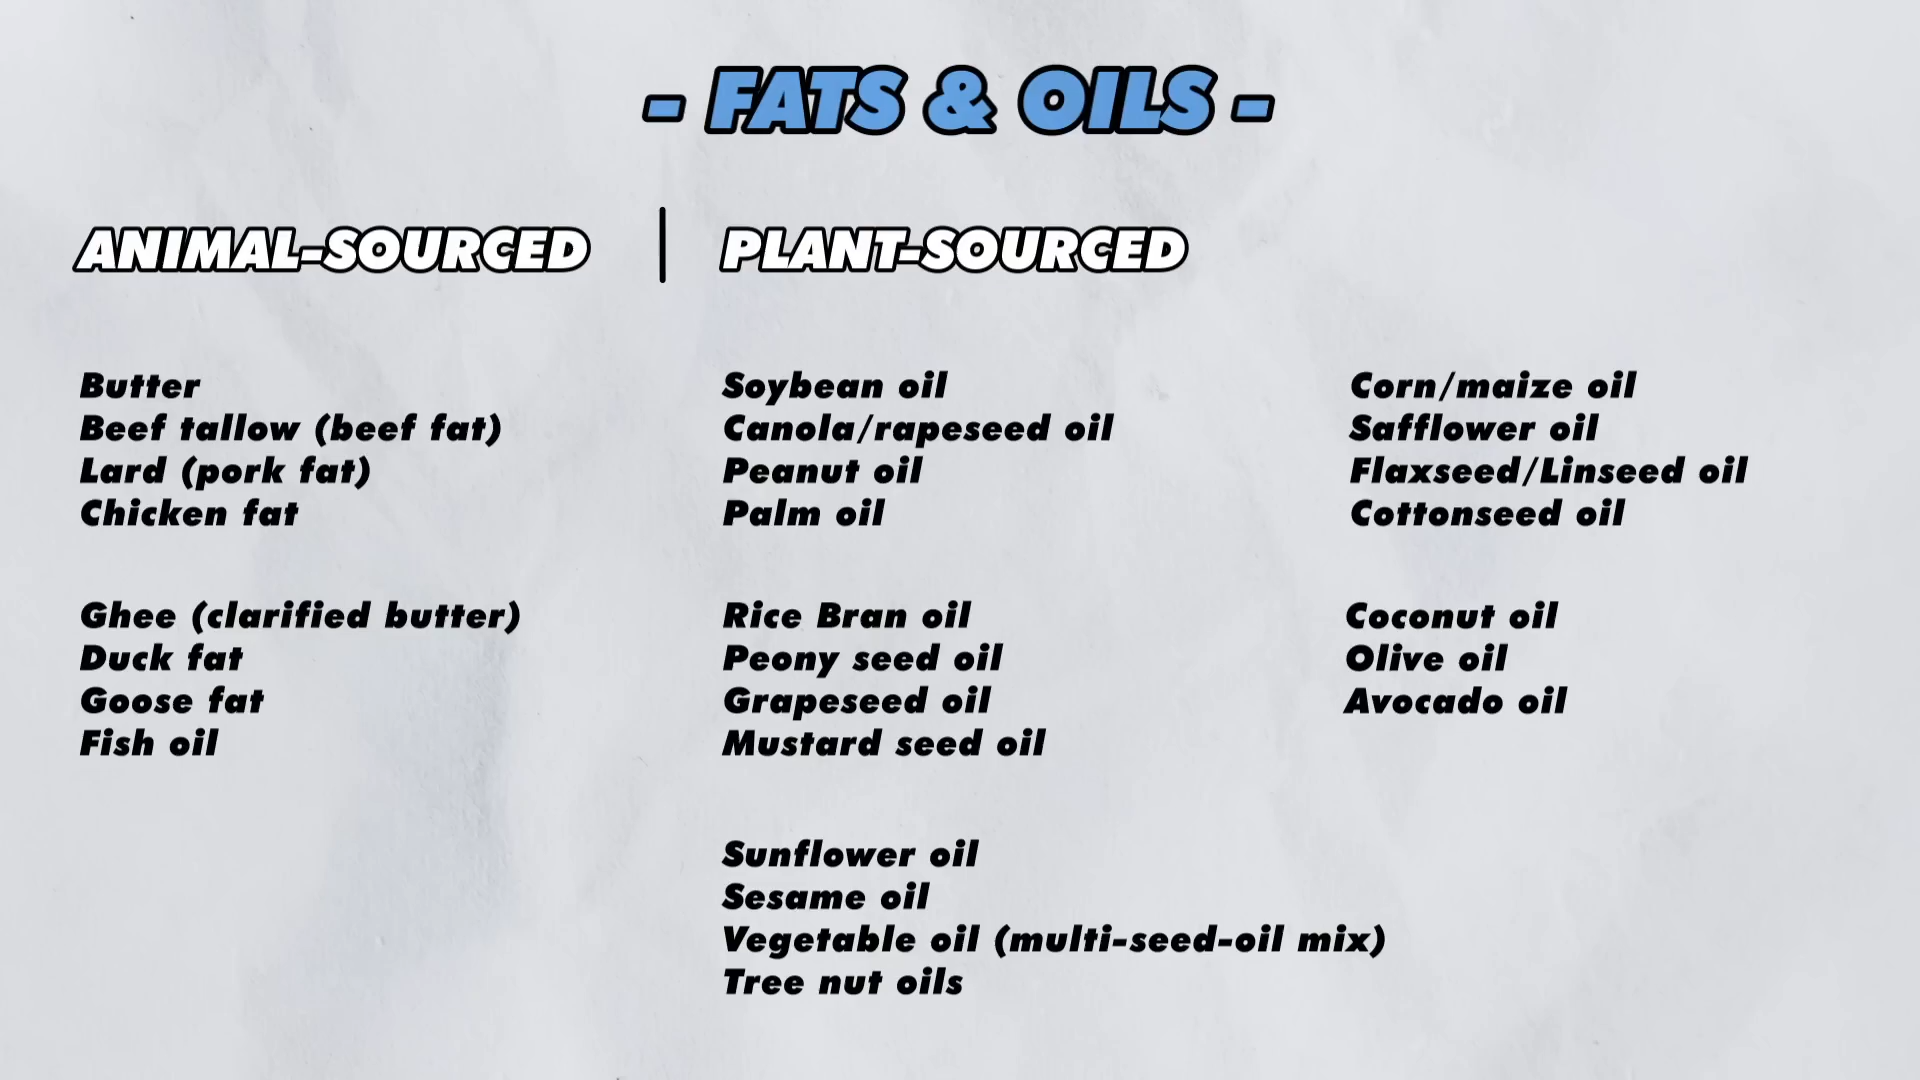 - FATS & OILS -
ANIMAL-SOURCED
Butter
Beef tallow (beef fat)
Lard (pork fat)
Chicken fat
Ghee (clarified butter)
Duck fat
Goose fat
Fish oil
PLANT-SOURCED
Soybean oil
Canola/rapeseed oil
Peanut oil
Palm oil
Rice Bran oil
Peony seed oil
Grapeseed oil
Mustard seed oil
Sunflower oil
Sesame oil
Vegetable oil (multi-seed-oil mix)
Tree nut oils
Corn/maize oil
Safflower oil
Flaxseed/Linseed oil
Cottonseed oil
Coconut oil
Olive oil
Avocado oil